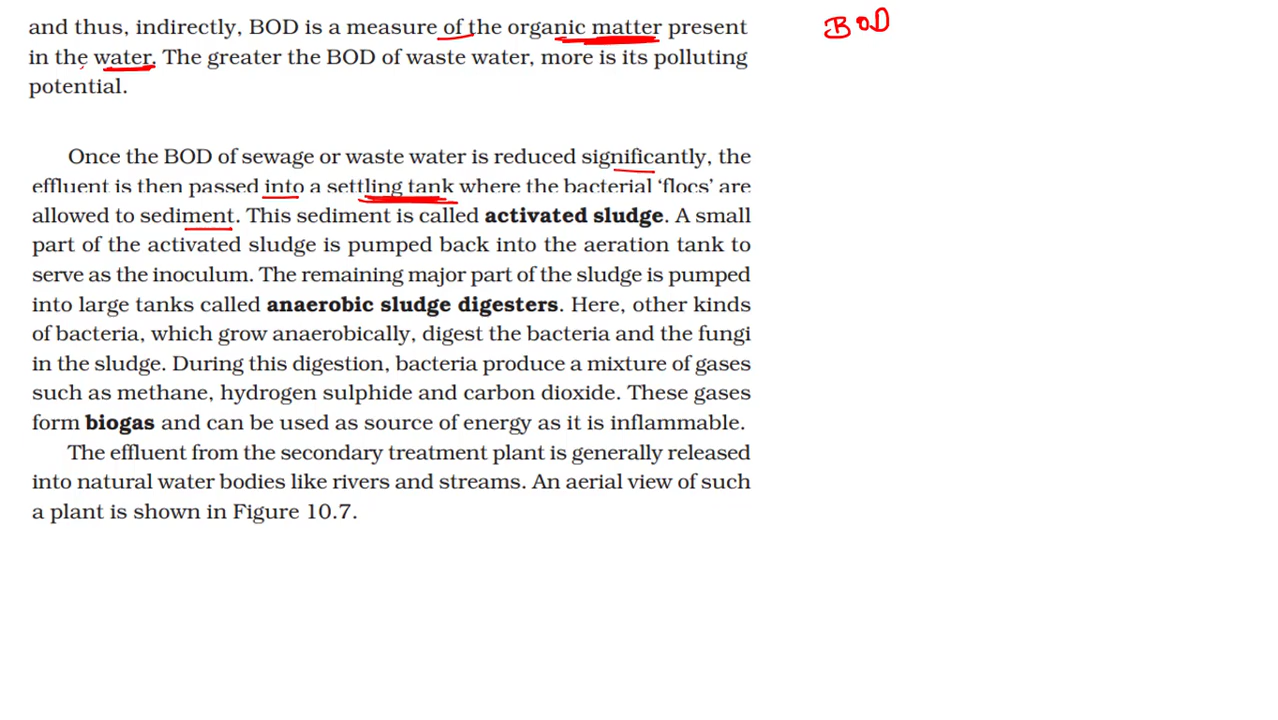 and thus, indirectly, BOD is a measure of the organic matter present
BOD
in the water. The greater the BOD of waste water, more is its polluting
potential.
Once the BOD of sewage or waste water is reduced significantly, the
effluent is then passed into a settling tank where the bacterial ‘flocs’ are
allowed to sediment. This sediment is called activated sludge. A small
part of the activated sludge is pumped back into the aeration tank to
serve as the inoculum. The remaining major part of the sludge is pumped
into large tanks called anaerobic sludge digesters. Here, other kinds
of bacteria, which grow anaerobically, digest the bacteria and the fungi
in the sludge. During this digestion, bacteria produce a mixture of gases
such as methane, hydrogen sulphide and carbon dioxide. These gases
form biogas and can be used as source of energy as it is inflammable.
The effluent from the secondary treatment plant is generally released
into natural water bodies like rivers and streams. An aerial view of such
a plant is shown in Figure 10.7.